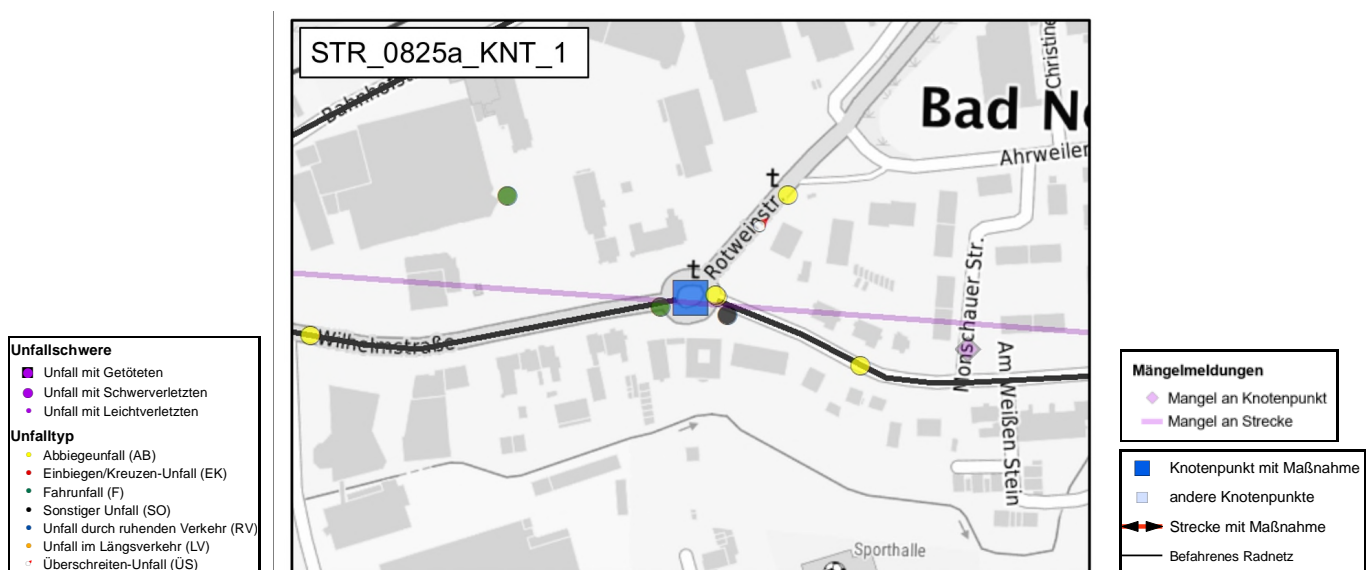 STR_0825a_KNT_1
Christine
Bad Ne
Ahrweiler
Rotweinstr.
Wilhelmstraße
Monschauer Str.
Am Weißen Stein
Sporthalle
Unfallschwere
Unfall mit Getöteten
Unfall mit Schwerverletzten
Unfall mit Leichtverletzten
Unfalltyp
Abbiegeunfall (AB)
Einbiegen/Kreuzen-Unfall (EK)
Fahrunfall (F)
Sonstiger Unfall (SO)
Unfall durch ruhenden Verkehr (RV)
Unfall im Längsverkehr (LV)
Überschreiten-Unfall (ÜS)
Mängelmeldungen
Mangel an Knotenpunkt
Mangel an Strecke
Knotenpunkt mit Maßnahme
andere Knotenpunkte
Strecke mit Maßnahme
Befahrenes Radnetz